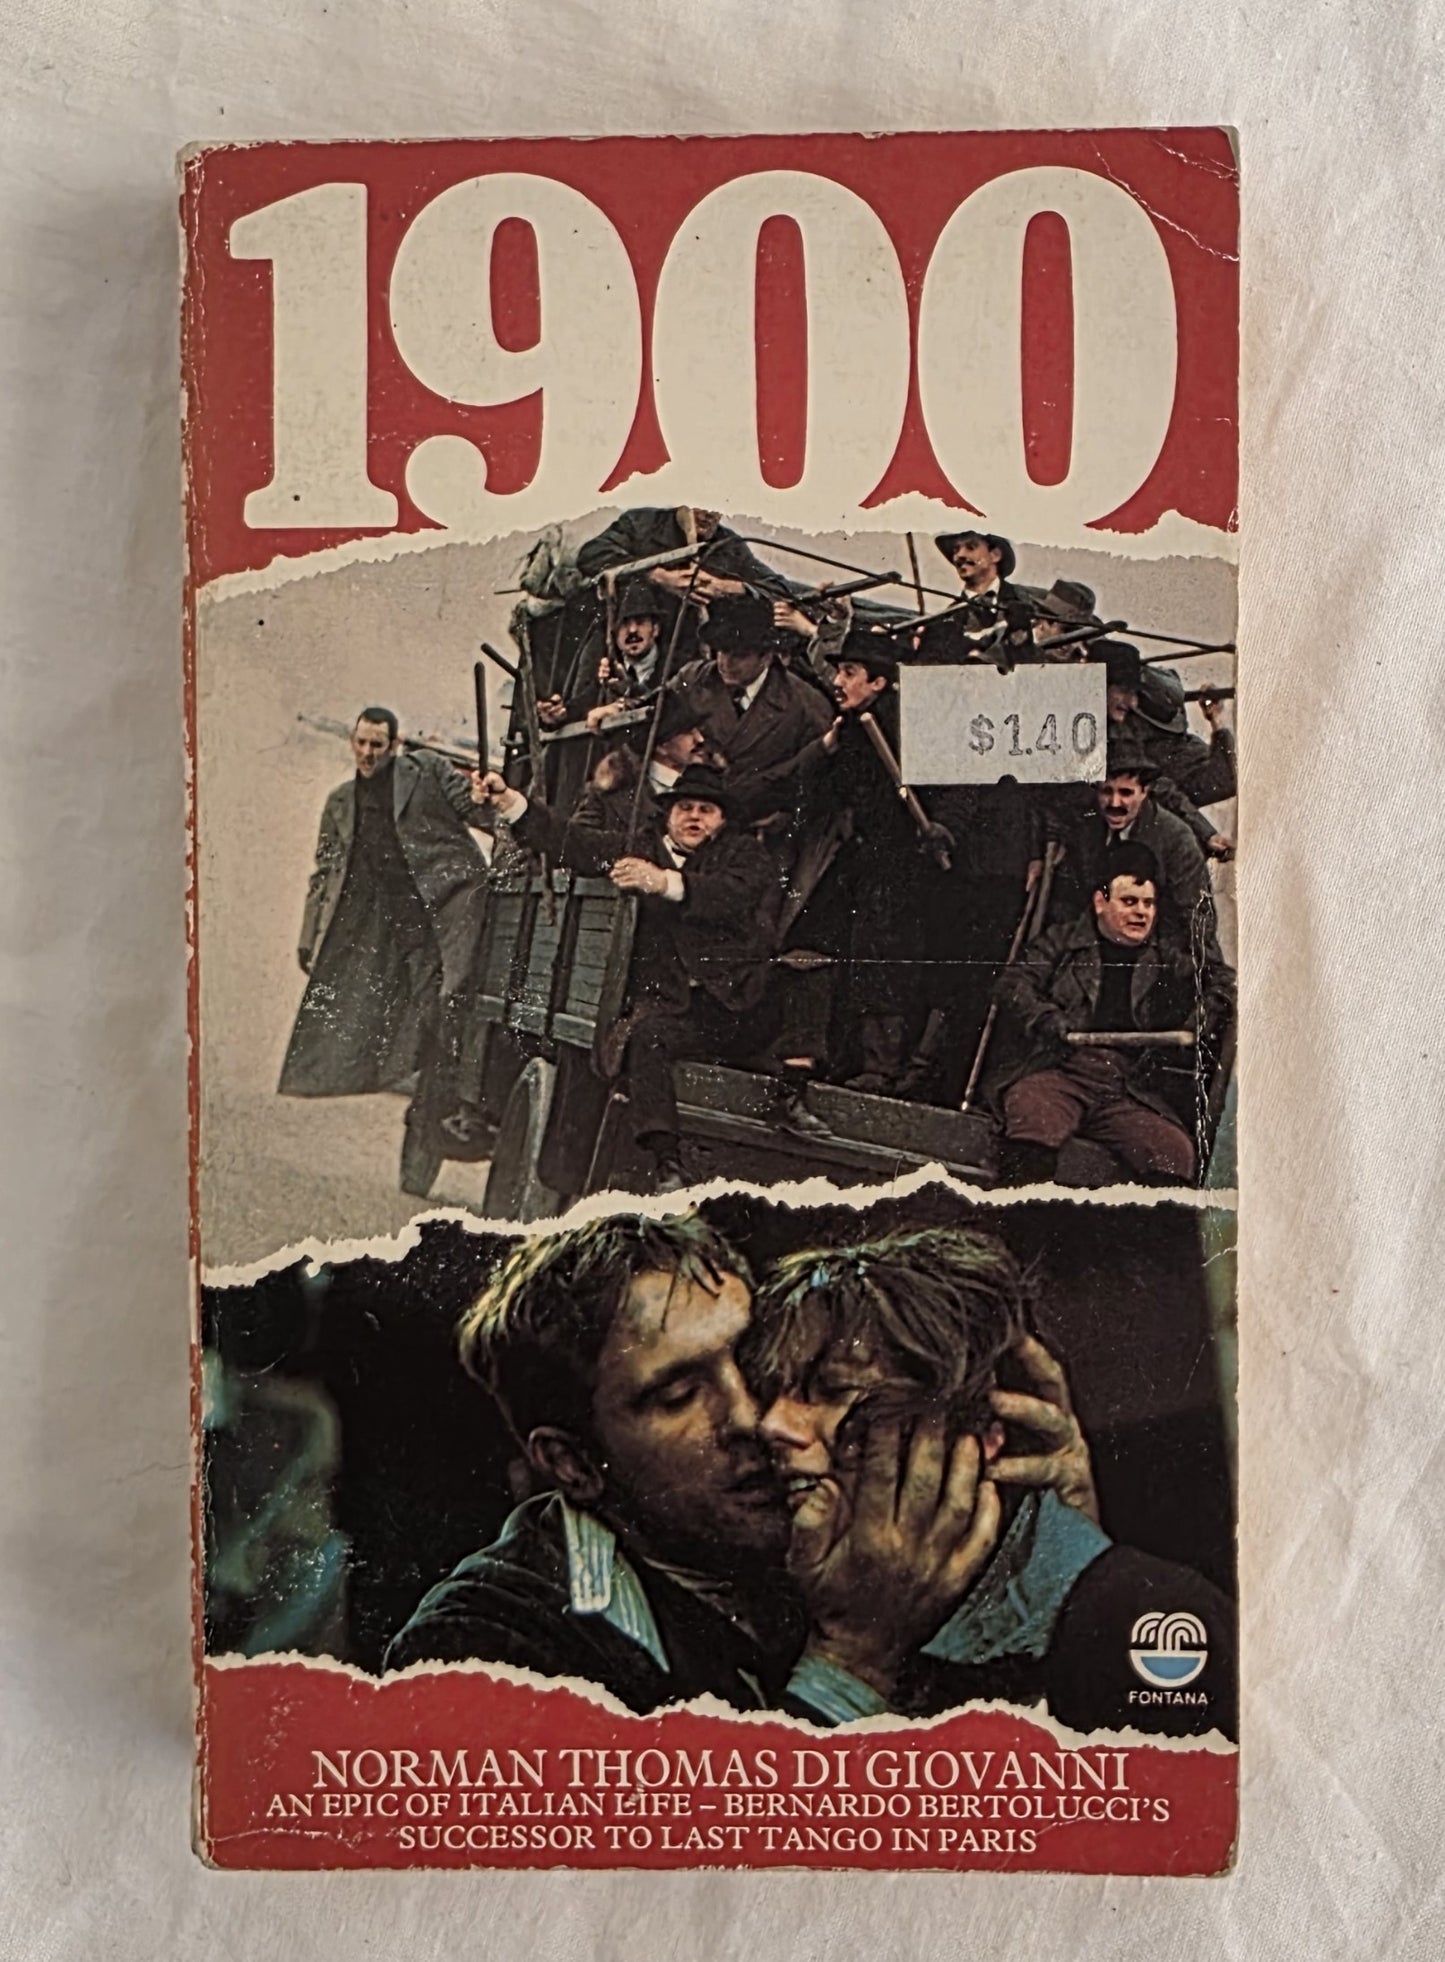 1900
$1.40
FONTANA
NORMAN THOMAS DI GIOVANNI
AN EPIC OF ITALIAN LIFE – BERNARDO BERTOLUCCI'S
SUCCESSOR TO LAST TANGO IN PARIS